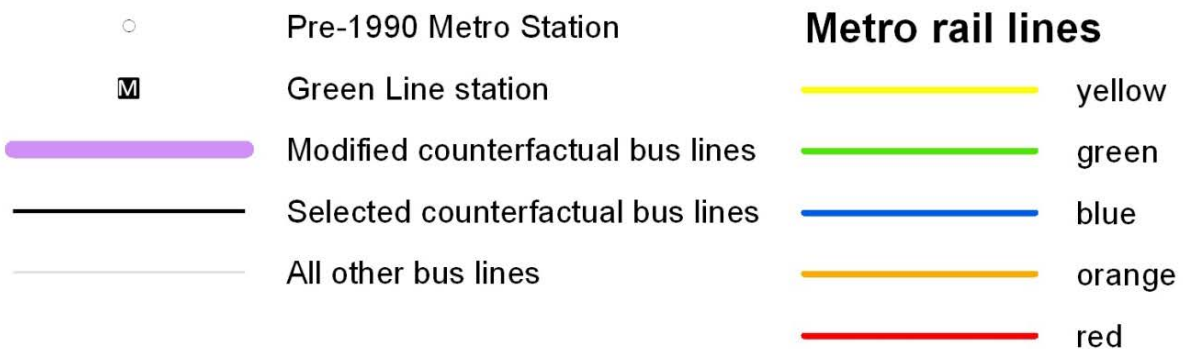 Pre-1990 Metro Station
M
Green Line station
Modified counterfactual bus lines
Selected counterfactual bus lines
All other bus lines
Metro rail lines
yellow
green
blue
orange
red